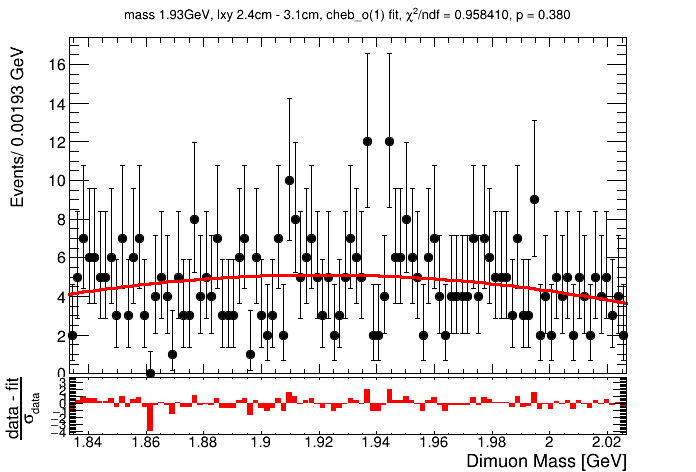 mass 1.93GeV, lxy 2.4cm - 3.1cm, cheb_o(1) fit, χ²/ndf = 0.958410, p = 0.380
Events/ 0.00193 GeV
16
14
12
10
8
6
4
2
0
data - fit
σdata
3
2
1
0
−1
−2
−3
−4
1.84 1.86 1.88 1.9 1.92 1.94 1.96 1.98 2 2.02
Dimuon Mass [GeV]